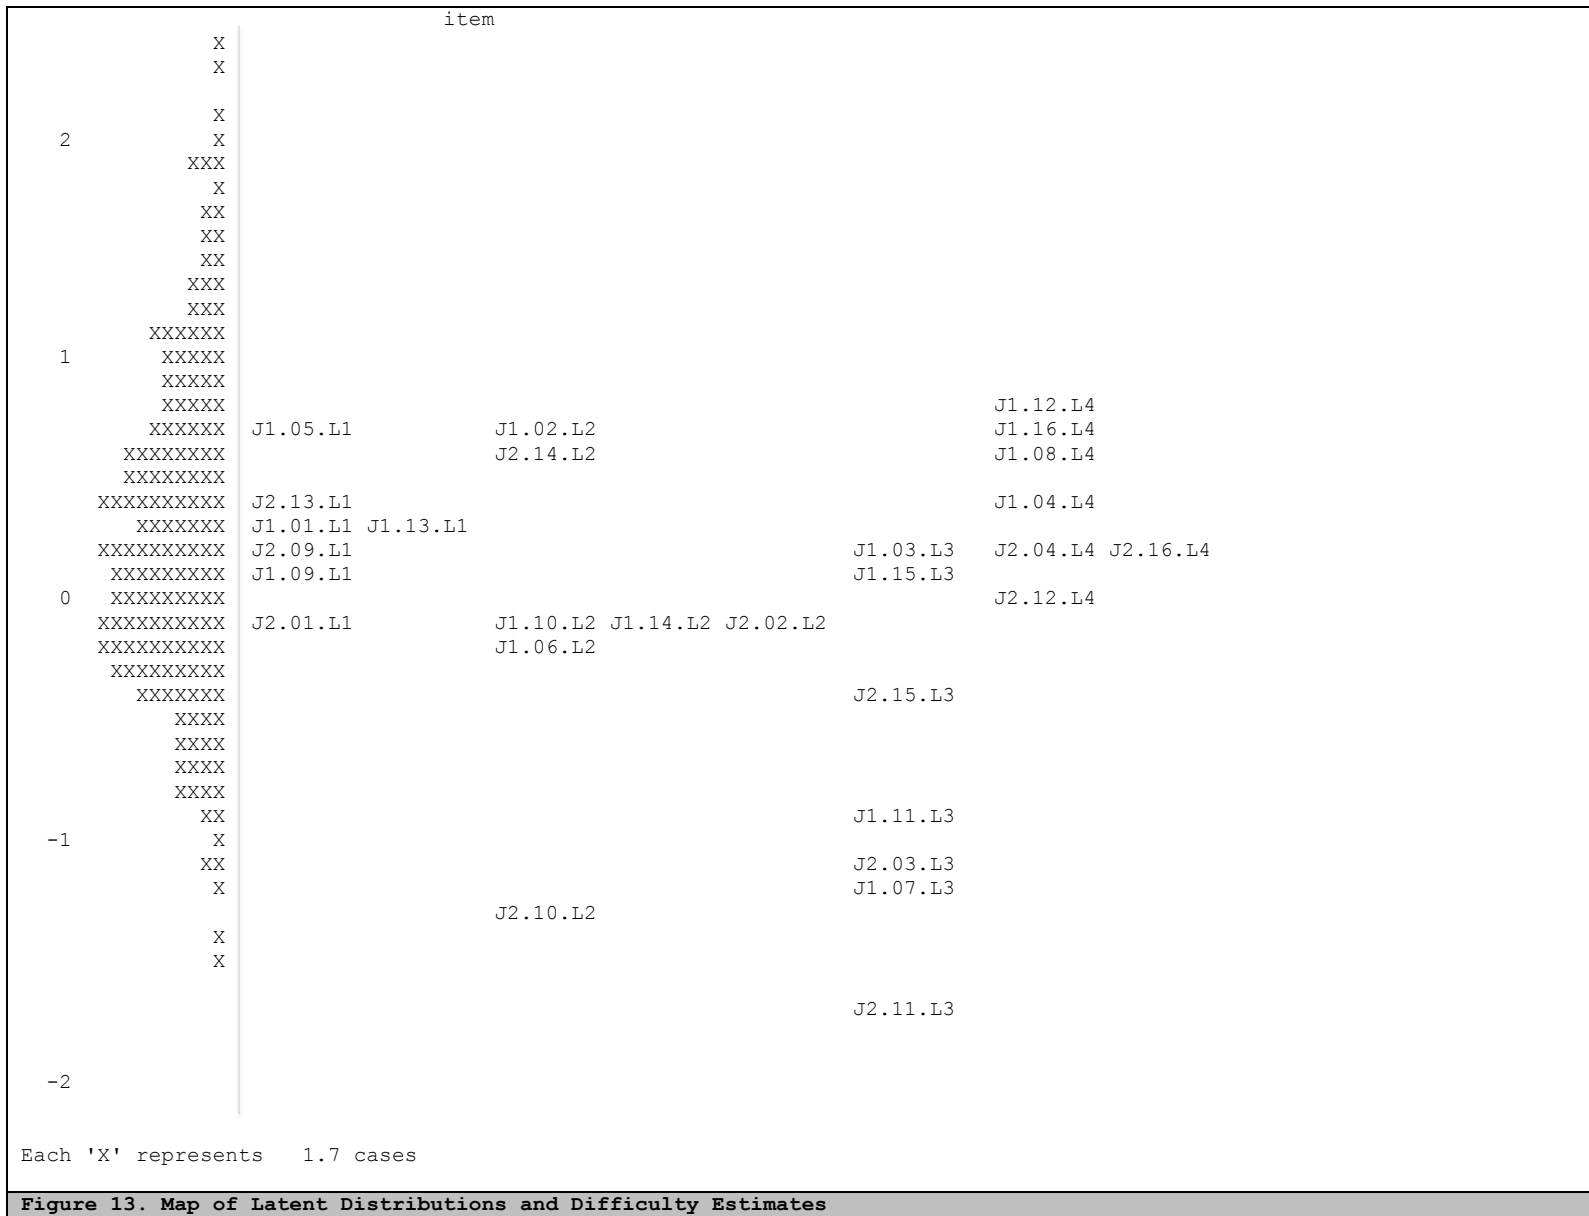 item
X
X
X
2 X
XXX
X
XX
XX
XX
XXX
XXX
XXXXXX
1 XXXXX
XXXXX
XXXXX J1.12.L4
XXXXXX J1.05.L1 J1.02.L2 J1.16.L4
XXXXXXXX J2.14.L2 J1.08.L4
XXXXXXXX
XXXXXXXXXX J2.13.L1 J1.04.L4
XXXXXXX J1.01.L1 J1.13.L1
XXXXXXXXXX J2.09.L1 J1.03.L3 J2.04.L4 J2.16.L4
XXXXXXXXX J1.09.L1 J1.15.L3
0 XXXXXXXXX J2.12.L4
XXXXXXXXXX J2.01.L1 J1.10.L2 J1.14.L2 J2.02.L2
XXXXXXXXXX J1.06.L2
XXXXXXXXX
XXXXXXX J2.15.L3
XXXX
XXXX
XXXX
XXXX
XX J1.11.L3
-1 X
XX J2.03.L3
X J1.07.L3
J2.10.L2
X
X
J2.11.L3
-2
Each 'X' represents 1.7 cases
Figure 13. Map of Latent Distributions and Difficulty Estimates